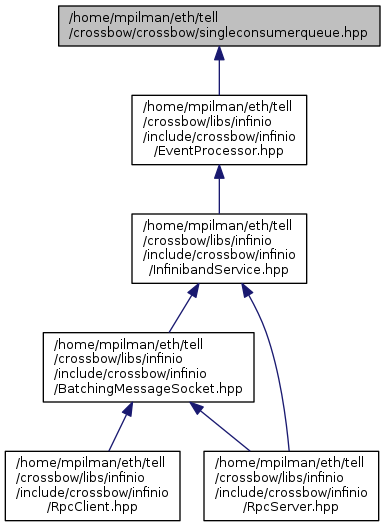 /home/mpilman/eth/tell
/crossbow/crossbow/singleconsumerqueue.hpp
/home/mpilman/eth/tell
/crossbow/libs/infinio
/include/crossbow/infinio
/EventProcessor.hpp
/home/mpilman/eth/tell
/crossbow/libs/infinio
/include/crossbow/infinio
/InfinibandService.hpp
/home/mpilman/eth/tell
/crossbow/libs/infinio
/include/crossbow/infinio
/BatchingMessageSocket.hpp
/home/mpilman/eth/tell
/crossbow/libs/infinio
/include/crossbow/infinio
/RpcClient.hpp
/home/mpilman/eth/tell
/crossbow/libs/infinio
/include/crossbow/infinio
/RpcServer.hpp